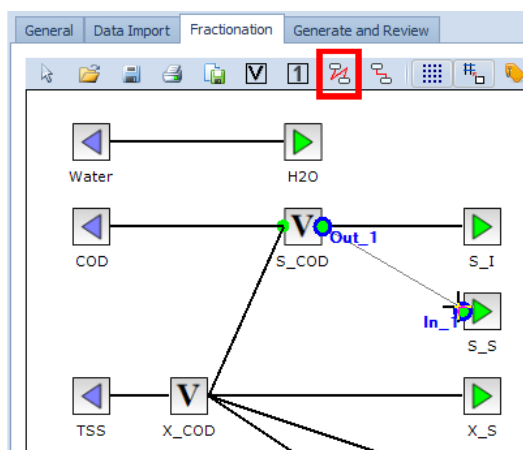 General Data Import Fractionation Generate and Review
V 1
Water H2O
V
Out_1
COD S_COD S_I
In_1
S_S
V
TSS X_COD X_S